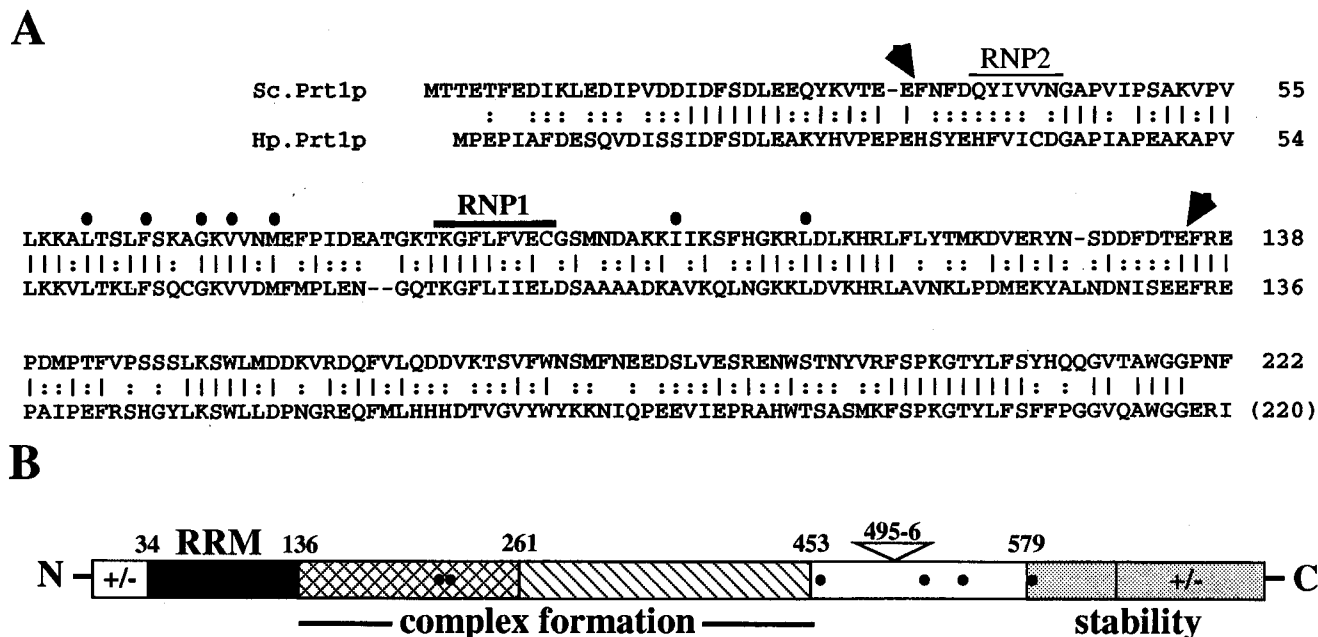 A
RNP2
Sc.Prt1p MTTETFEDIKLEDIPVDDIDFSDLEEQYKVTE-EFNFDQYIVVNGAPVIPSAKVPV 55
Hp.Prt1p MPEPIAFDESQVDISSIDFSDLEAKYHVPEPEHSYEHFVICDGAPIAPEAKAPV 54
RNP1
LKKALTSLFSKAGKVVNMEFPIDEATGKTKGFLFVECGSMNDAKKIIKSFHGKRLDLKHRLFLYTMKDVERYN-SDDFDTEFRE 138
LKKVLTKLFSQCGKVVDMFMPLEN--GQTKGFLIIELDSAAAADKAVKQLNGKKLDVKHRLAVNKLPDMEKYALNDNISEEFRE 136
PDMPTFVPSSSLKSWLMDDKVRDQFVLQDDVKTSVFWNSMFNEEDSLVESRENWSTNYVRFSPKGTYLFSYHQQGVTAWGGPNF 222
PAIPEFRSHGYLKSWLLDPNGREQFMLHHHDTVGVYWYKKNIQPEEVIEPRAHWTSASMKFSPKGTYLFSFFPGGVQAWGGERI (220)
B
34 RRM 136 261 453 495-6 579
N +/- +/- C
complex formation stability